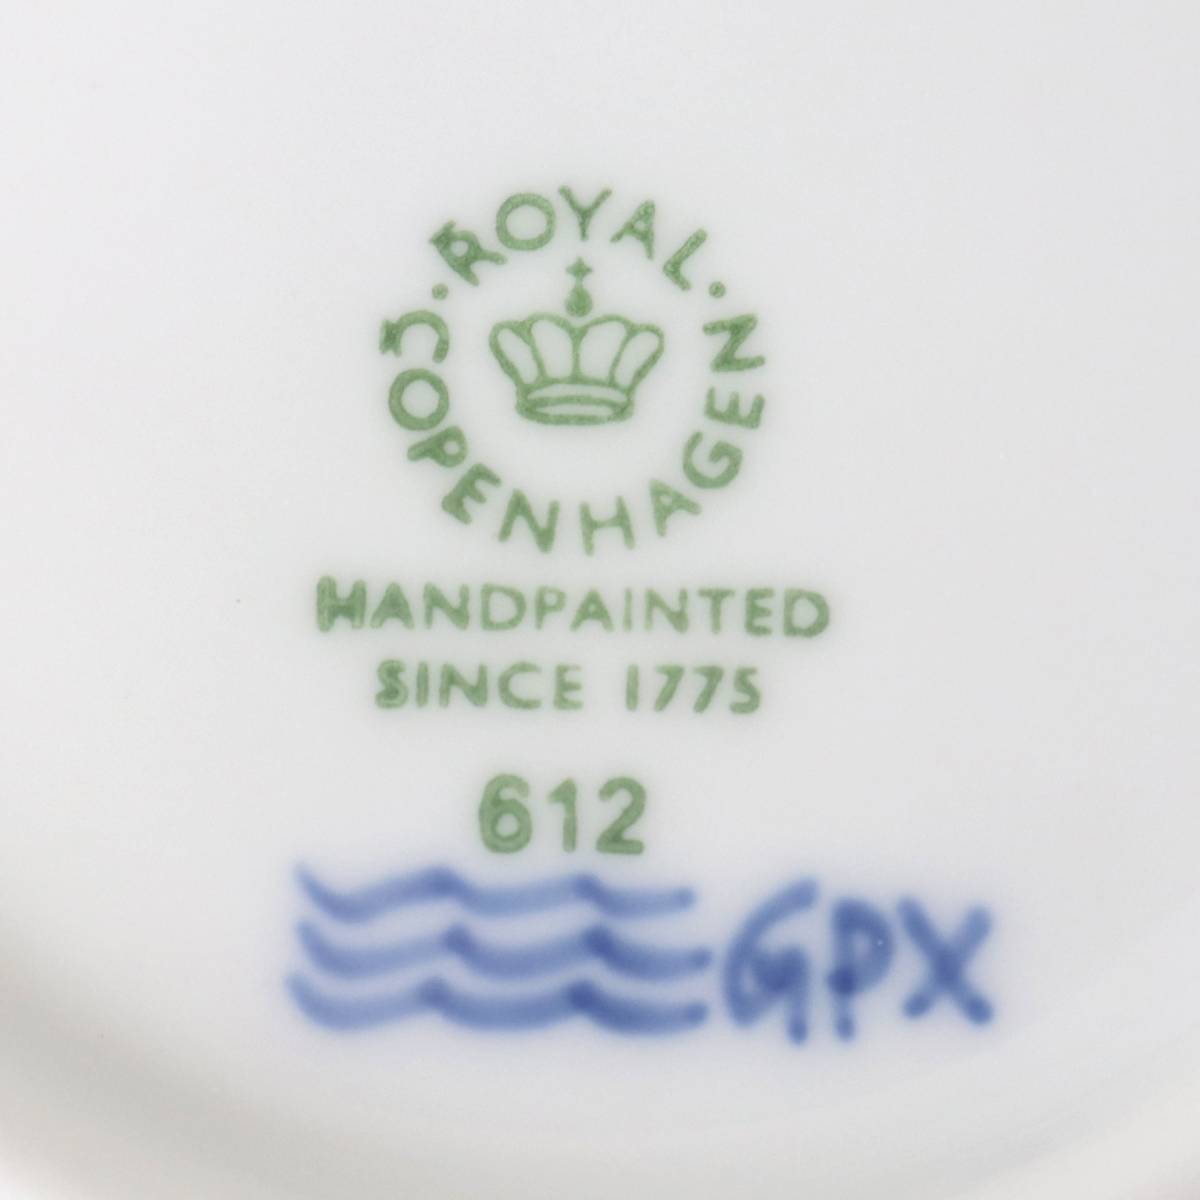 ROYAL · COPENHAGEN ·
HANDPAINTED
SINCE 1775
612
GPX